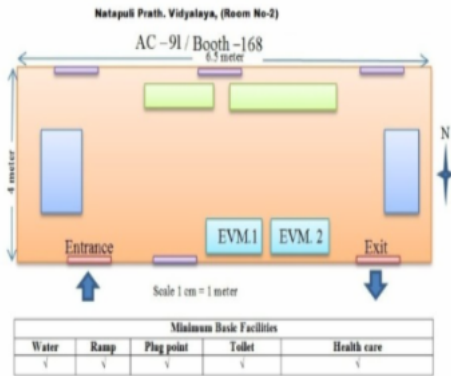 Natapuli Prath. Vidyalaya, (Room No-2)
AC –91 / Booth –168
6.5 meter
4 meter
N
EVM.1 EVM. 2
Entrance Exit
Scale 1 cm = 1 meter
Minimum Basic Facilities
Water Ramp Plug point Toilet Health care
√ √ √ √ √